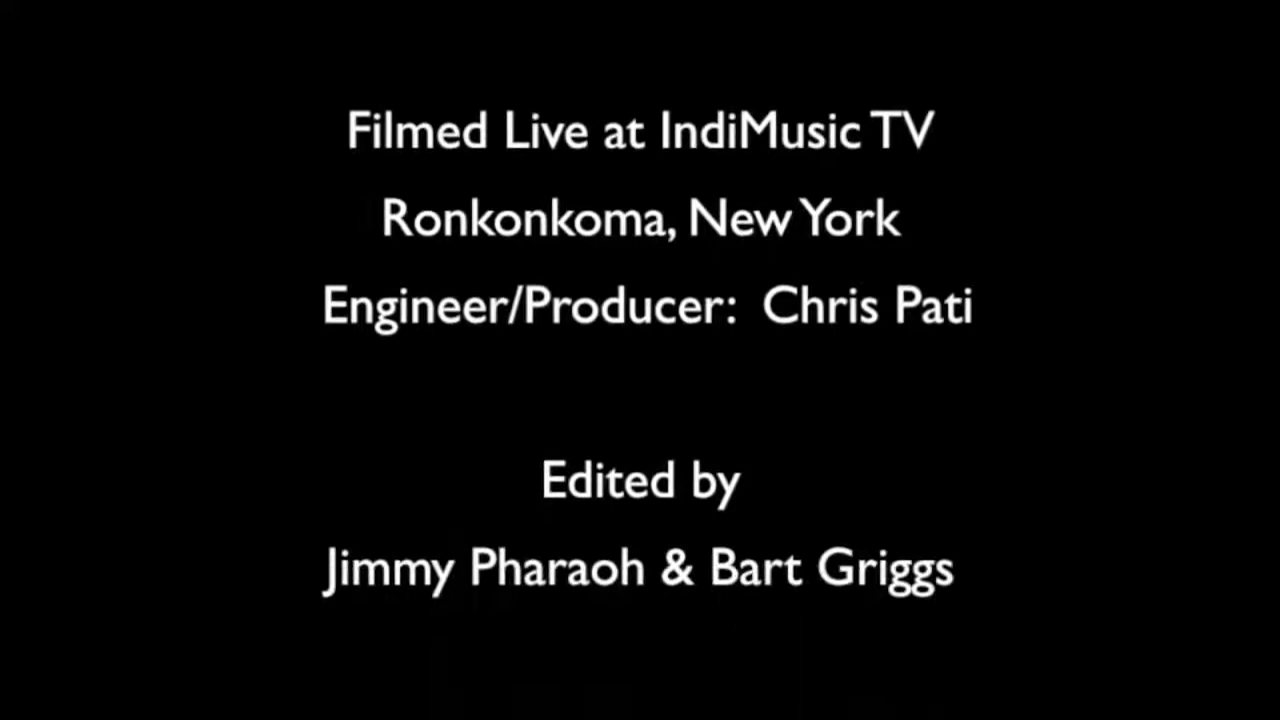 Filmed Live at IndiMusic TV
Ronkonkoma, New York
Engineer/Producer:  Chris Pati
Edited by
Jimmy Pharaoh & Bart Griggs